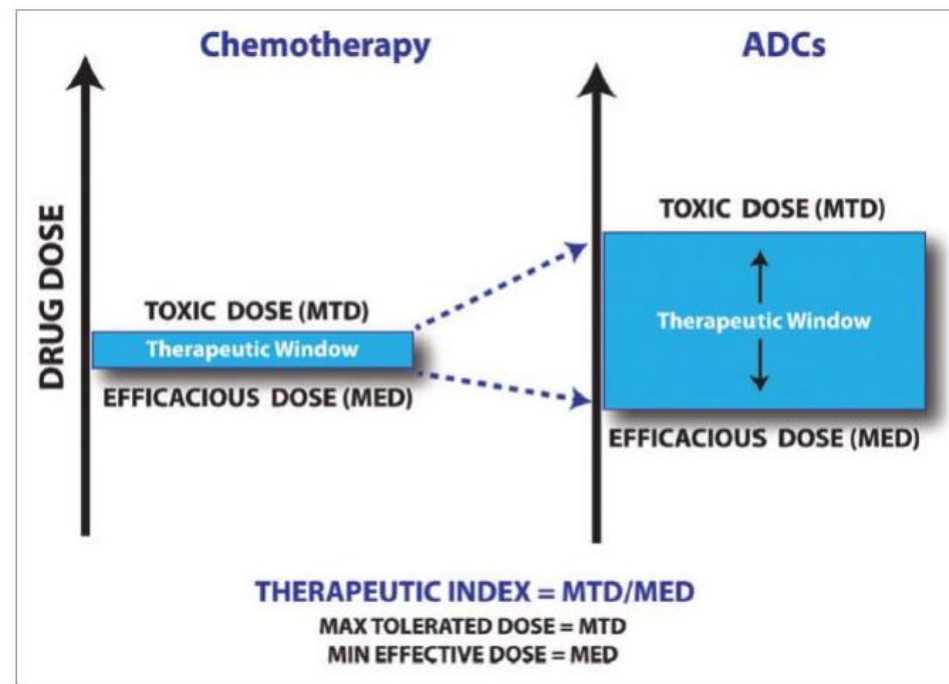 Chemotherapy
ADCs
DRUG DOSE
TOXIC DOSE (MTD)
Therapeutic Window
EFFICACIOUS DOSE (MED)
TOXIC DOSE (MTD)
Therapeutic Window
EFFICACIOUS DOSE (MED)
THERAPEUTIC INDEX = MTD/MED
MAX TOLERATED DOSE = MTD
MIN EFFECTIVE DOSE = MED